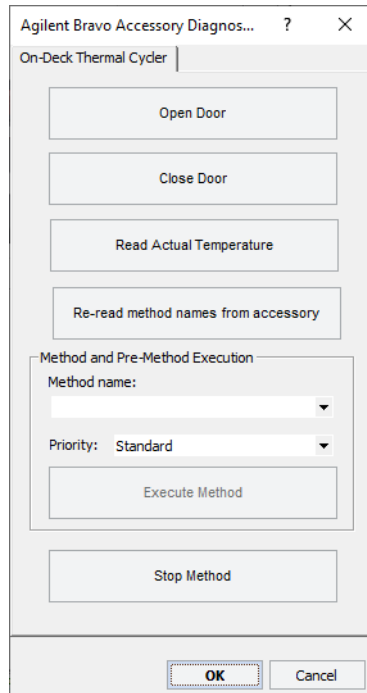 Agilent Bravo Accessory Diagnos... ?
On-Deck Thermal Cycler
Open Door
Close Door
Read Actual Temperature
Re-read method names from accessory
Method and Pre-Method Execution
Method name:
Priority: Standard
Execute Method
Stop Method
OK Cancel